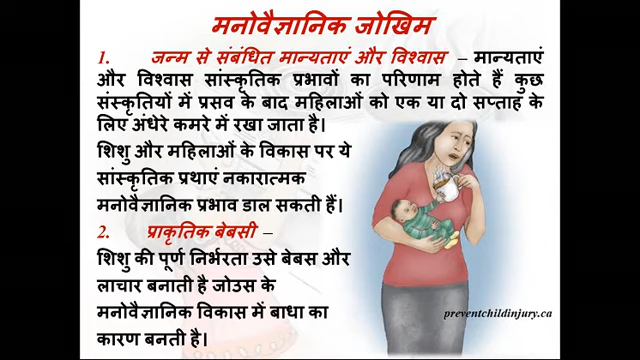 मनोवैज्ञानिक जोखिम
1. जन्म से संबंधित मान्यताएं और विश्वास – मान्यताएं
और विश्वास सांस्कृतिक प्रभावों का परिणाम होते हैं कुछ
संस्कृतियों में प्रसव के बाद महिलाओं को एक या दो सप्ताह के
लिए अंधेरे कमरे में रखा जाता है।
शिशु और महिलाओं के विकास पर ये
सांस्कृतिक प्रथाएं नकारात्मक
मनोवैज्ञानिक प्रभाव डाल सकती हैं।
2. प्राकृतिक बेबसी –
शिशु की पूर्ण निर्भरता उसे बेबस और
लाचार बनाती है जोउस के
मनोवैज्ञानिक विकास में बाधा का
कारण बनती है।
preventchildinjury.ca